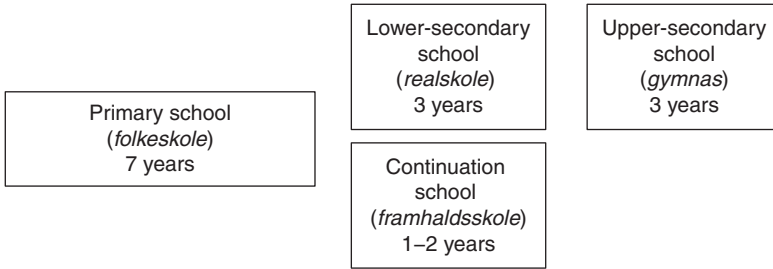 Primary school
(folkeskole)
7 years
Lower-secondary
school
(realskole)
3 years
Continuation
school
(framhaldsskole)
1–2 years
Upper-secondary
school
(gymnas)
3 years